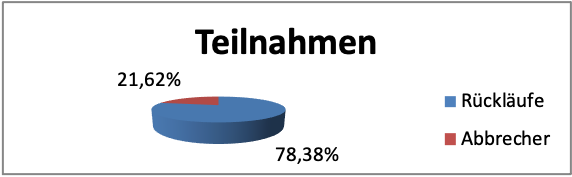 Teilnahmen
21,62%
78,38%
Rückläufe
Abbrecher